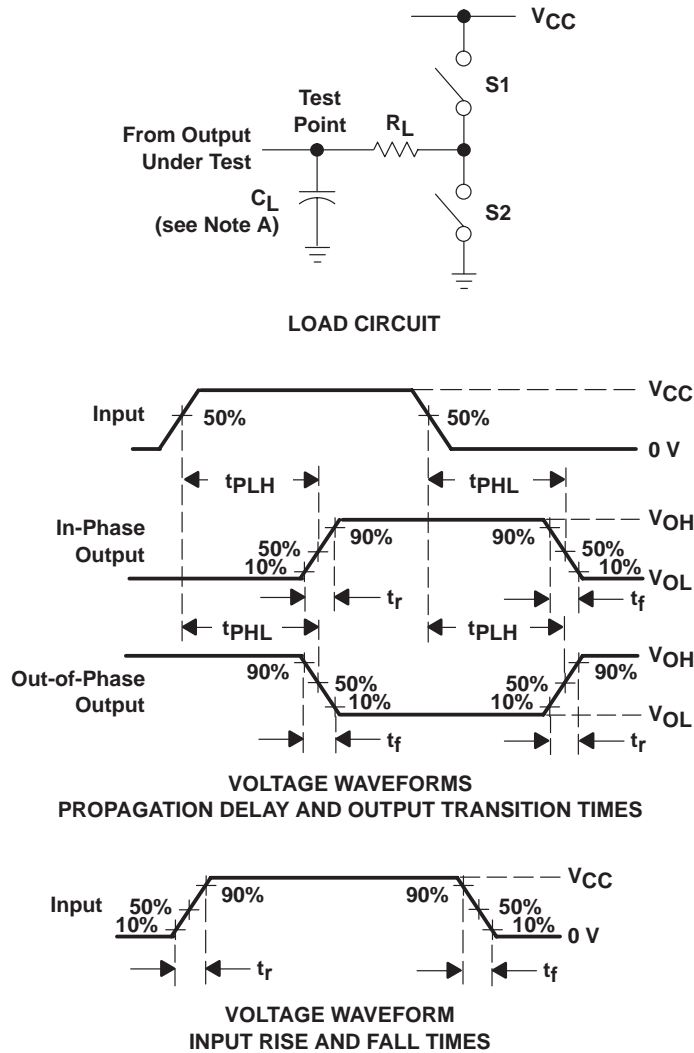 VCC
S1
Test
Point
RL
From Output
Under Test
CL
(see Note A)
S2
LOAD CIRCUIT
VCC
Input
50%
50%
0 V
tPLH
tPHL
In-Phase
Output
VOH
90%
90%
50%
50%
10%
10%
VOL
tr
tf
tPHL
tPLH
Out-of-Phase
Output
VOH
90%
90%
50%
50%
10%
10%
VOL
tf
tr
VOLTAGE WAVEFORMS
PROPAGATION DELAY AND OUTPUT TRANSITION TIMES
VCC
Input
90%
90%
50%
50%
10%
10%
0 V
tr
tf
VOLTAGE WAVEFORM
INPUT RISE AND FALL TIMES